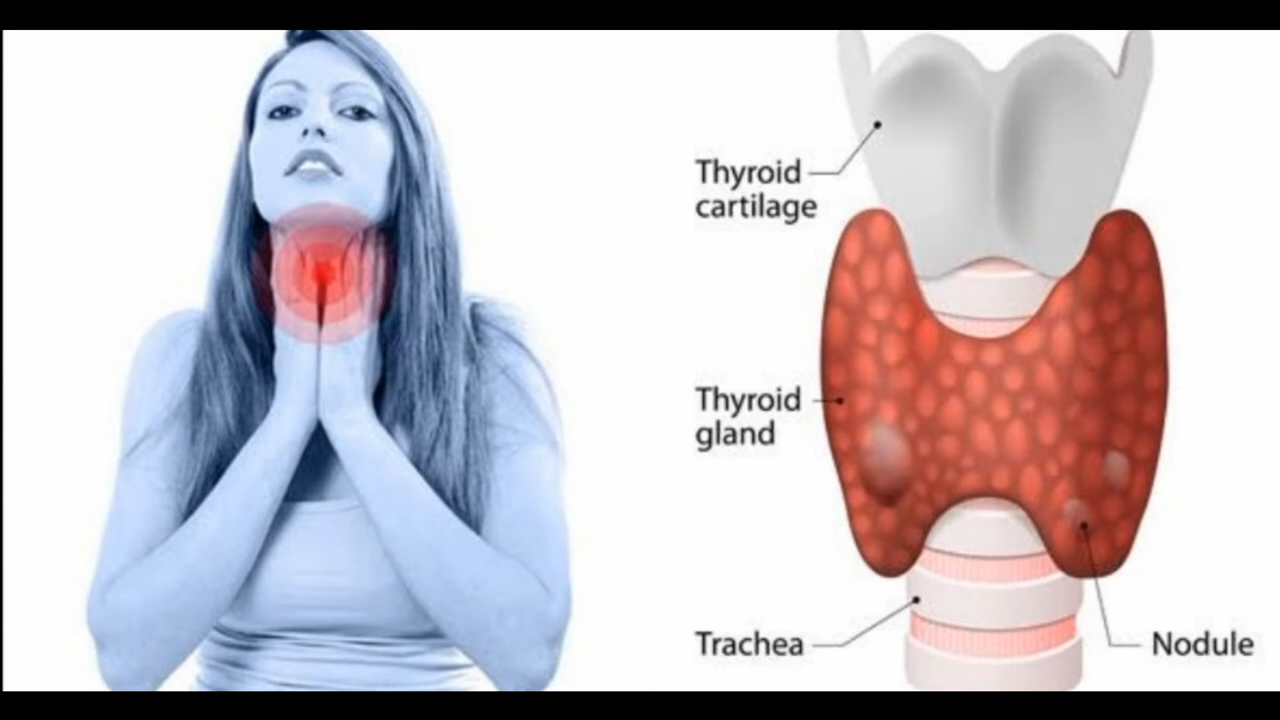 Thyroid
cartilage
Thyroid
gland
Trachea
Nodule